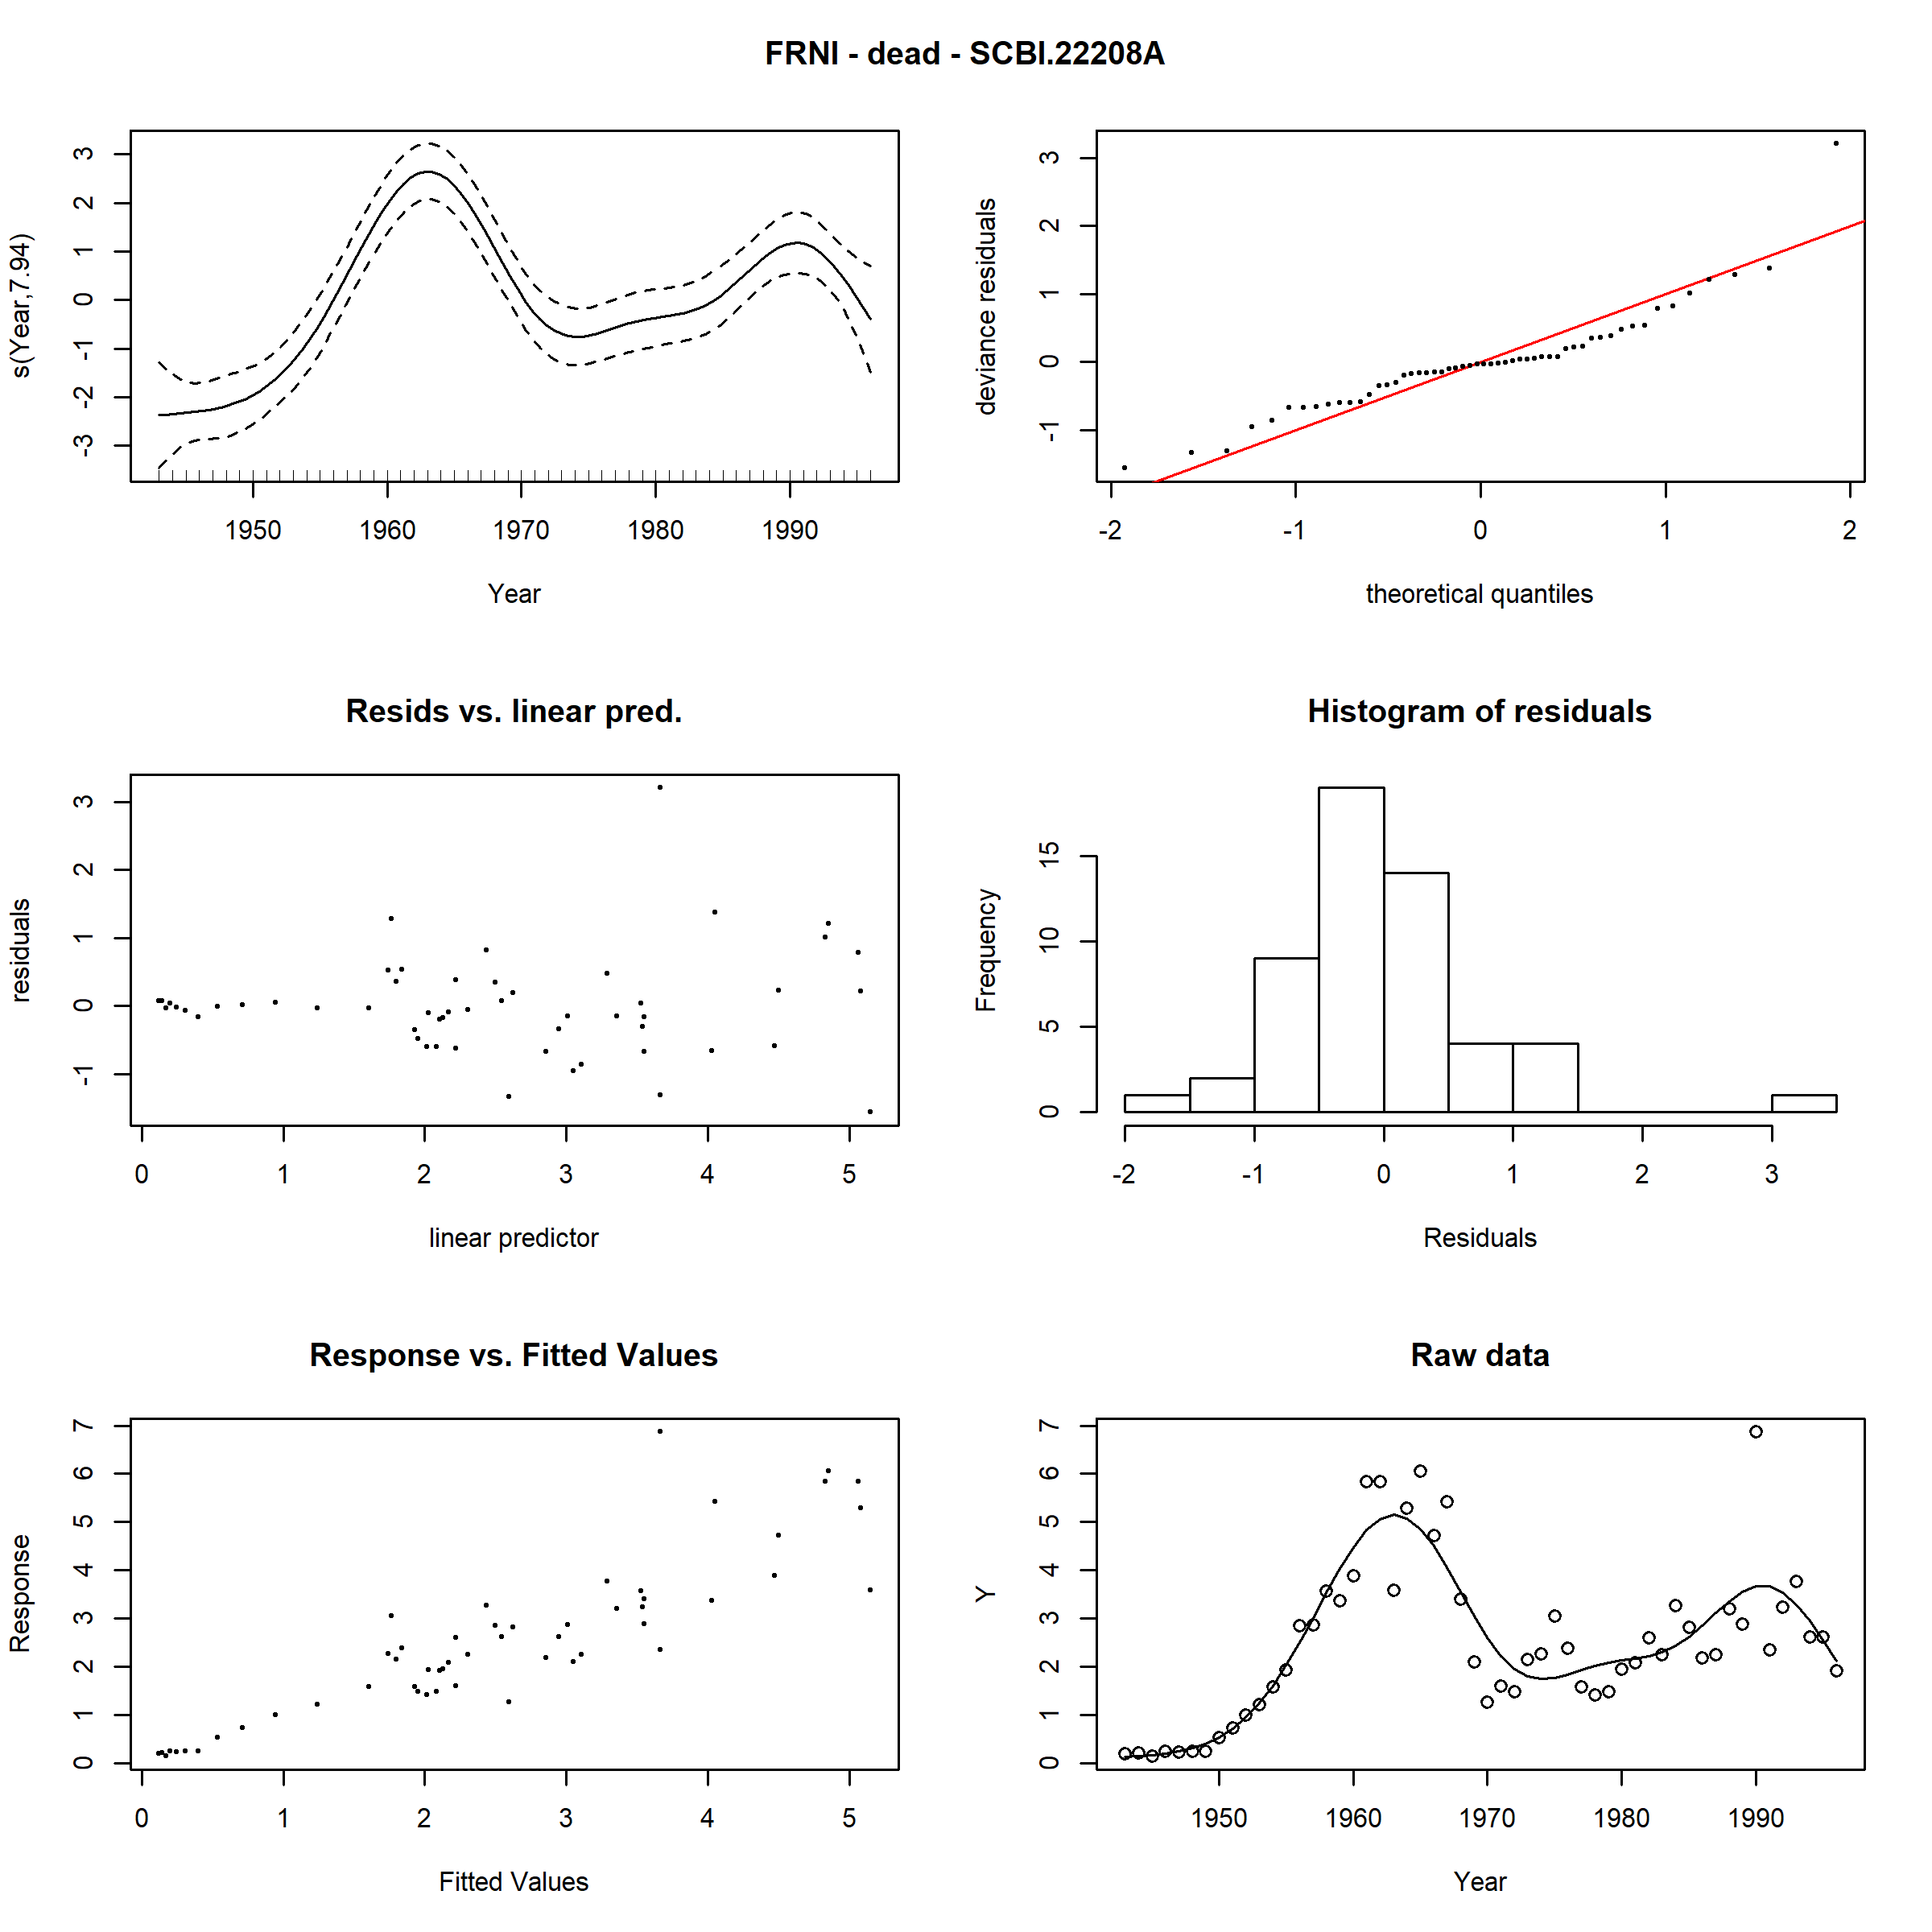 FRNI - dead - SCBI.22208A
s(Year,7.94)
3
2
1
0
-1
-2
-3
1950 1960 1970 1980 1990
Year
deviance residuals
3
2
1
0
-1
-2 -1 0 1 2
theoretical quantiles
Resids vs. linear pred.
residuals
3
2
1
0
-1
0 1 2 3 4 5
linear predictor
Histogram of residuals
Frequency
15
10
5
0
-2 -1 0 1 2 3
Residuals
Response vs. Fitted Values
Response
7
6
5
4
3
2
1
0
0 1 2 3 4 5
Fitted Values
Raw data
Y
7
6
5
4
3
2
1
0
1950 1960 1970 1980 1990
Year